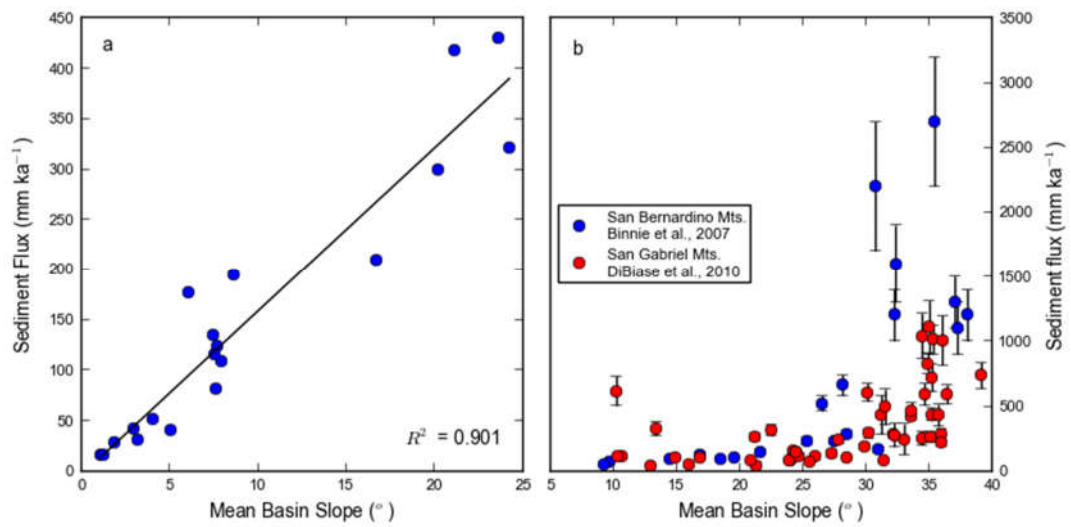 a
450
400
350
300
250
200
150
100
50
0
0
5
10
15
20
25
Sediment Flux (mm ka⁻¹)
Mean Basin Slope (°)
R² = 0.901
b
San Bernardino Mts.
Binnie et al., 2007
San Gabriel Mts.
DiBiase et al., 2010
3500
3000
2500
2000
1500
1000
500
0
5
10
15
20
25
30
35
40
Sediment flux (mm ka⁻¹)
Mean Basin Slope (°)